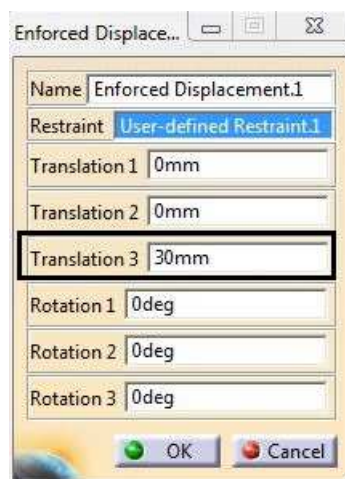 Enforced Displace...
Name Enforced Displacement.1
Restraint User-defined Restraint.1
Translation 1 0mm
Translation 2 0mm
Translation 3 30mm
Rotation 1 0deg
Rotation 2 0deg
Rotation 3 0deg
OK Cancel